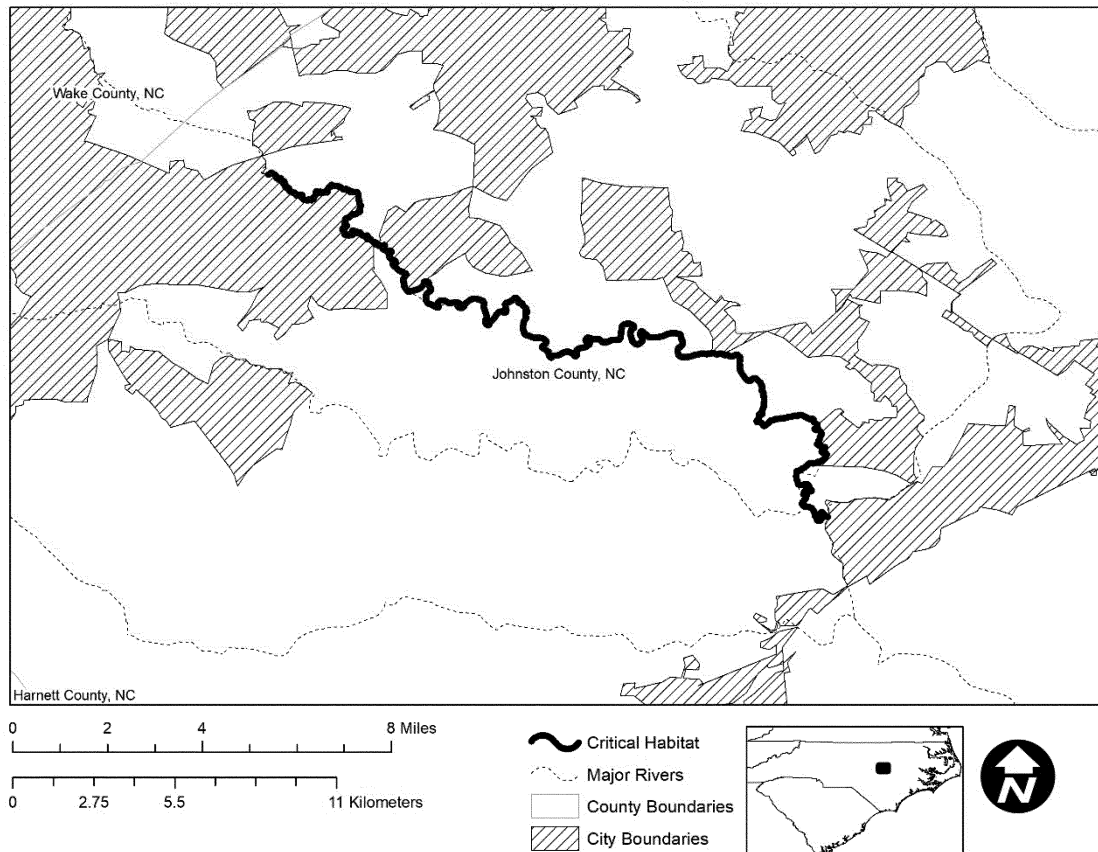 Wake County, NC
Johnston County, NC
Harnett County, NC
0 2 4 8 Miles
0 2.75 5.5 11 Kilometers
Critical Habitat
Major Rivers
County Boundaries
City Boundaries
N